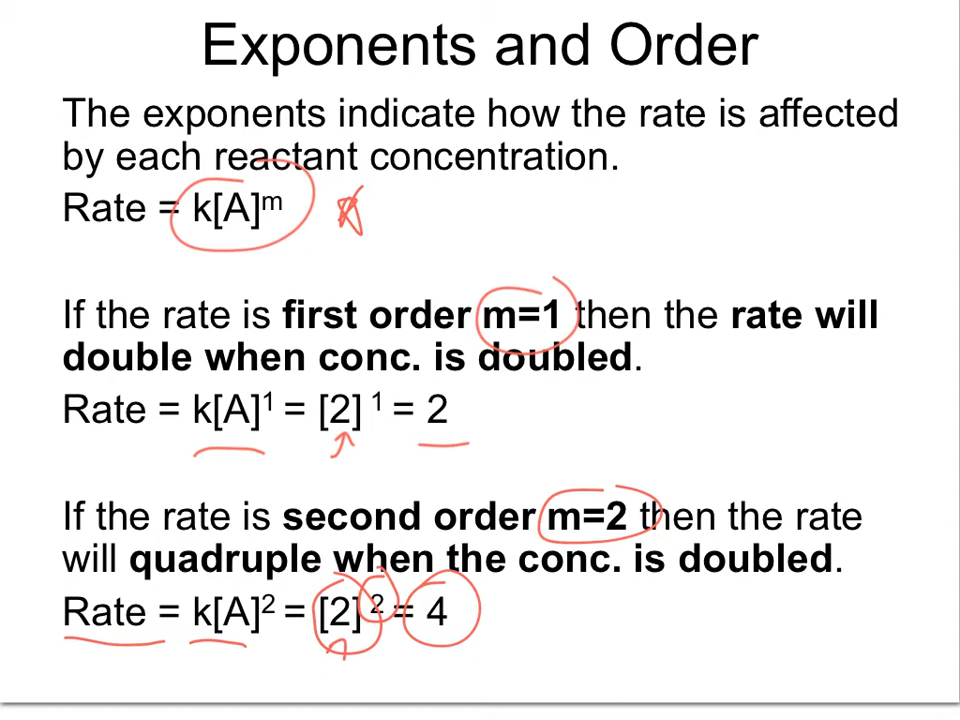 Exponents and Order
The exponents indicate how the rate is affected
by each reactant concentration.
Rate = k[A]ᵐ
If the rate is first order m=1 then the rate will
double when conc. is doubled.
Rate = k[A]¹ = [2] ¹ = 2
If the rate is second order m=2 then the rate
will quadruple when the conc. is doubled.
Rate = k[A]² = [2] ² = 4